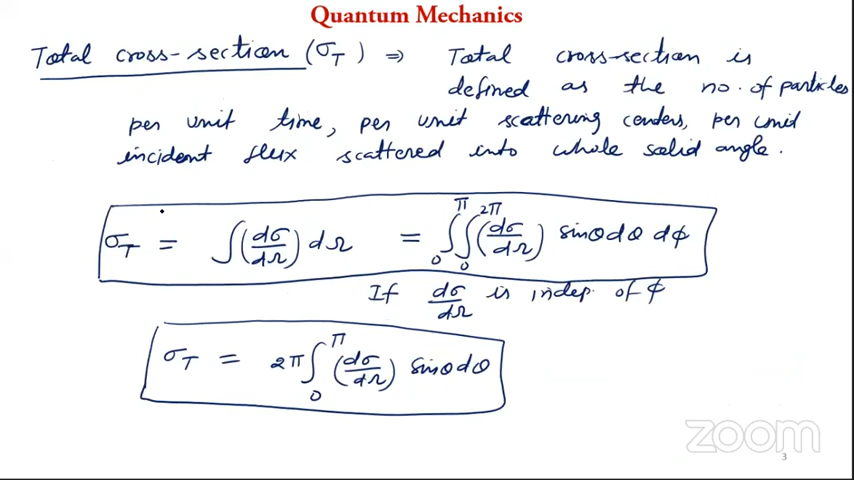 Quantum Mechanics
Total cross-section (σ_T) ⇒ Total cross-section is
defined as the no. of particles
per unit time, per unit scattering centers, per unit
incident flux scattered into whole solid angle.
σ_T = ∫(dσ/dΩ) dΩ = ∫₀^π ∫₀^2π (dσ/dΩ) sinθ dθ dϕ
If dσ/dΩ is indep. of ϕ
σ_T = 2π ∫₀^π (dσ/dΩ) sinθ dθ
zoom
3